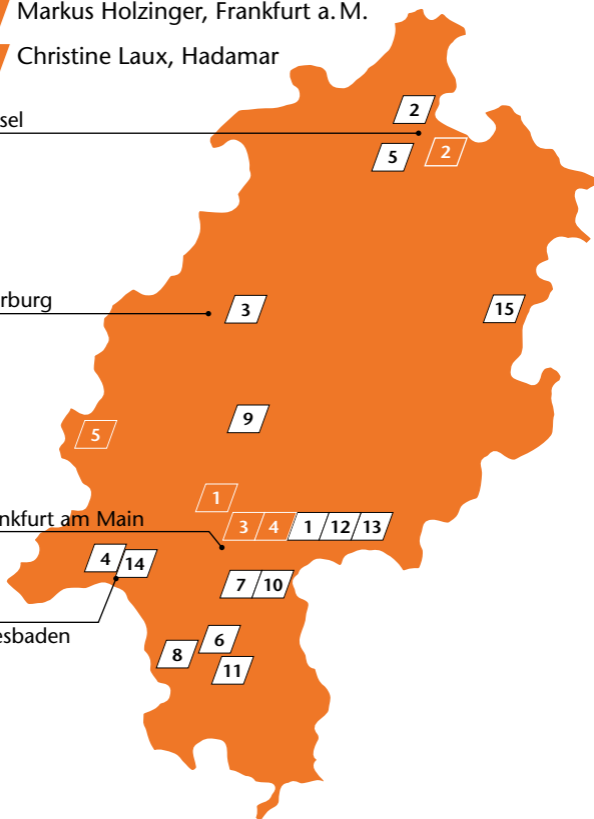 Markus Holzinger, Frankfurt a. M.
Christine Laux, Hadamar
2
sel
5 2
rburg
3
15
9
5
1
nkfurt am Main
3 4 1 12 13
4 14
7 10
esbaden
6
8
11